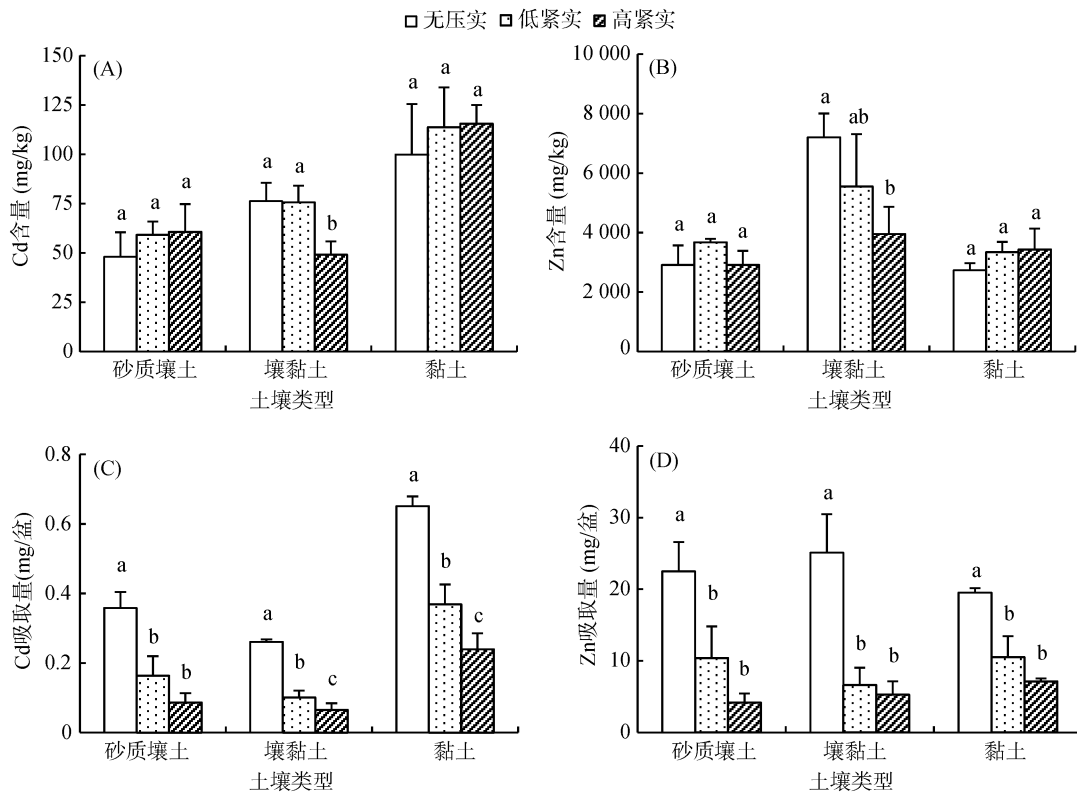 无压实 低紧实 高紧实
(A)
Cd含量 (mg/kg)
150
125
100
75
50
25
0
a a a
a a b
a a a
砂质壤土 壤黏土 黏土
土壤类型
(B)
Zn含量 (mg/kg)
10 000
8 000
6 000
4 000
2 000
0
a a a
a ab b
a a a
砂质壤土 壤黏土 黏土
土壤类型
(C)
Cd吸取量(mg/盆)
0.8
0.6
0.4
0.2
0
a b b
a b c
a b c
砂质壤土 壤黏土 黏土
土壤类型
(D)
Zn吸取量 (mg/盆)
40
30
20
10
0
a b b
a b b
a b b
砂质壤土 壤黏土 黏土
土壤类型